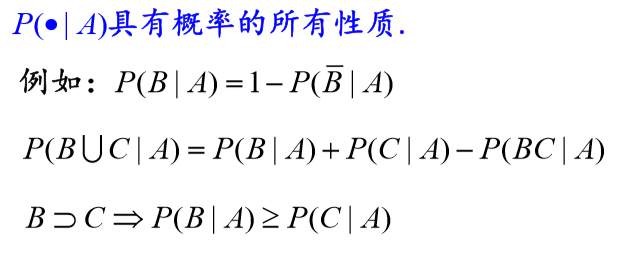 P(•| A)具有概率的所有性质.
例如：P(B | A) = 1 − P(B̅ | A)
P(B⋃C | A) = P(B | A) + P(C | A) − P(BC | A)
B ⊃ C ⇒ P(B | A) ≥ P(C | A)